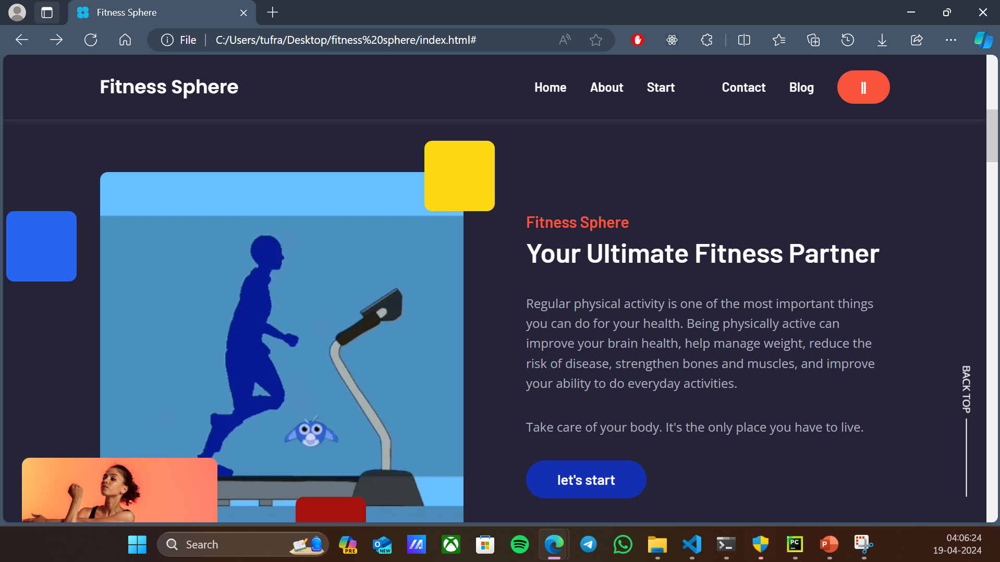 Fitness Sphere
File
C:/Users/tufra/Desktop/fitness%20sphere/index.html#
Fitness Sphere
Home
About
Start
Contact
Blog
||
Fitness Sphere
Your Ultimate Fitness Partner
Regular physical activity is one of the most important things
you can do for your health. Being physically active can
improve your brain health, help manage weight, reduce the
risk of disease, strengthen bones and muscles, and improve
your ability to do everyday activities.
BACK TOP
Take care of your body. It's the only place you have to live.
let's start
Search
PRE
NEW
PC
P
04:06:24
19-04-2024